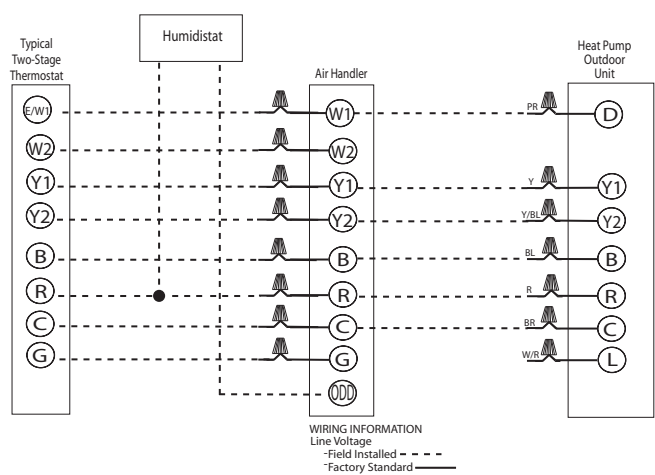 Humidistat
Typical
Two-Stage
Thermostat
Air Handler
Heat Pump
Outdoor
Unit
E/W1
W1
PR
D
W2
W2
Y1
Y1
Y
Y1
Y2
Y2
Y/BL
Y2
B
B
BL
B
R
R
R
R
C
C
BR
C
G
G
W/R
L
ODD
WIRING INFORMATION
Line Voltage
-Field Installed
-Factory Standard